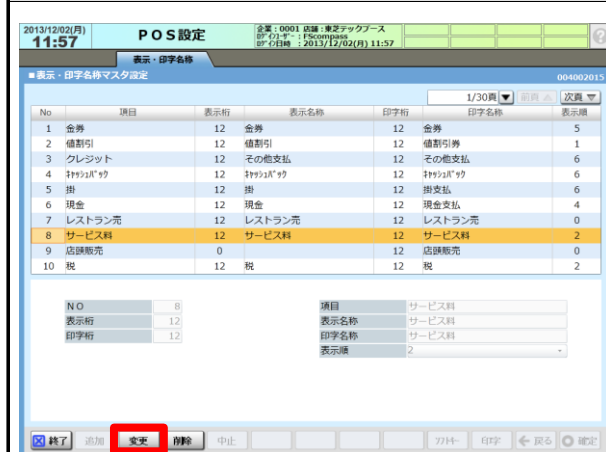 2013/12/02(月)
11:57
POS設定
企業：0001 店舗：東芝テックブース
ﾛｸﾞｲﾝﾕｰｻﾞｰ：FScompass
ﾛｸﾞｲﾝ日時 ：2013/12/02(月) 11:57
表示・印字名称
■表示・印字名称マスタ設定 004002015
1/30頁 ▼ 前頁 ▲ 次頁 ▼
No 項目 表示桁 表示名称 印字桁 印字名称 表示順
1 金券 12 金券 12 金券 5
2 値割引 12 値割引 12 値割引券 1
3 クレジット 12 その他支払 12 その他支払 6
4 ｷｬｯｼｭﾊﾞｯｸ 12 ｷｬｯｼｭﾊﾞｯｸ 12 ｷｬｯｼｭﾊﾞｯｸ 6
5 掛 12 掛 12 掛支払 6
6 現金 12 現金 12 現金支払 4
7 レストラン売 12 レストラン売 12 レストラン売 0
8 サービス料 12 サービス料 12 サービス料 2
9 店頭販売 0 12 店頭販売 0
10 税 12 税 12 税 2
NO 8 項目 サービス料
表示桁 12 表示名称 サービス料
印字桁 12 印字名称 サービス料
表示順 2
終了 追加 変更 削除 中止 印字 戻る 確定